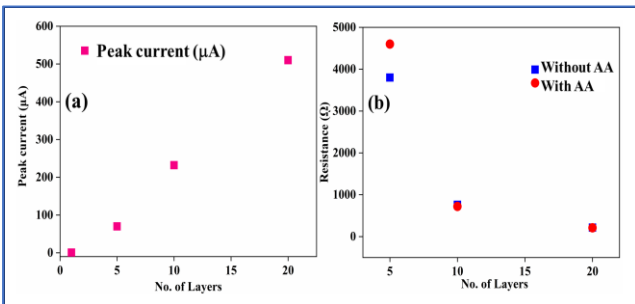 Peak current (μA)
(a)
Peak current (μA)
600
500
400
300
200
100
0
0
5
10
15
20
No. of Layers
Without AA
With AA
(b)
Resistance (Ω)
5000
4000
3000
2000
1000
0
5
10
15
20
No. of Layers